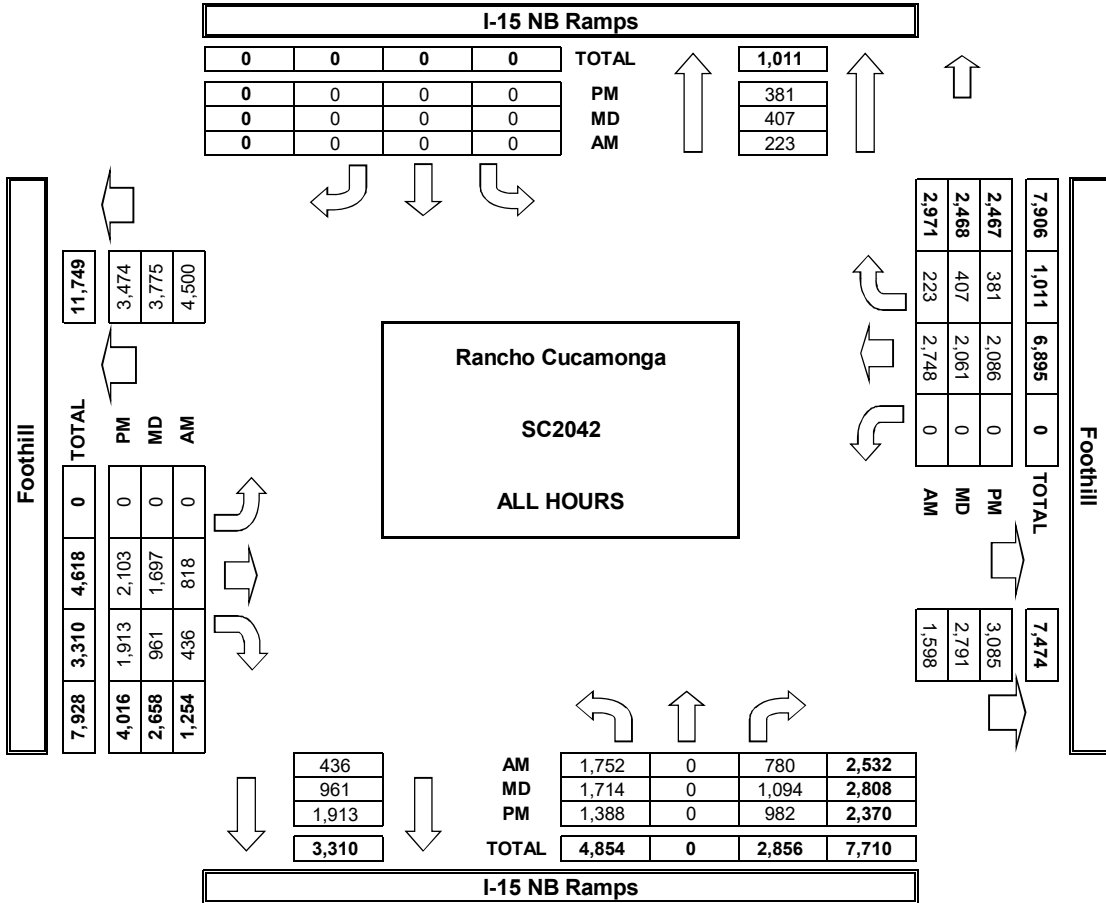 I-15 NB Ramps
0 0 0 0 TOTAL 1,011
0 0 0 0 PM 381
0 0 0 0 MD 407
0 0 0 0 AM 223
Foothill
11,749
3,474
3,775
4,500
TOTAL 0 4,618 3,310 7,928
PM 0 2,103 1,913 4,016
MD 0 1,697 961 2,658
AM 0 818 436 1,254
Rancho Cucamonga
SC2042
ALL HOURS
7,906 1,011 6,895 0 TOTAL
2,467 381 2,086 0 PM
2,468 407 2,061 0 MD
2,971 223 2,748 0 AM
7,474
3,085
2,791
1,598
Foothill
436 AM 1,752 0 780 2,532
961 MD 1,714 0 1,094 2,808
1,913 PM 1,388 0 982 2,370
3,310 TOTAL 4,854 0 2,856 7,710
I-15 NB Ramps